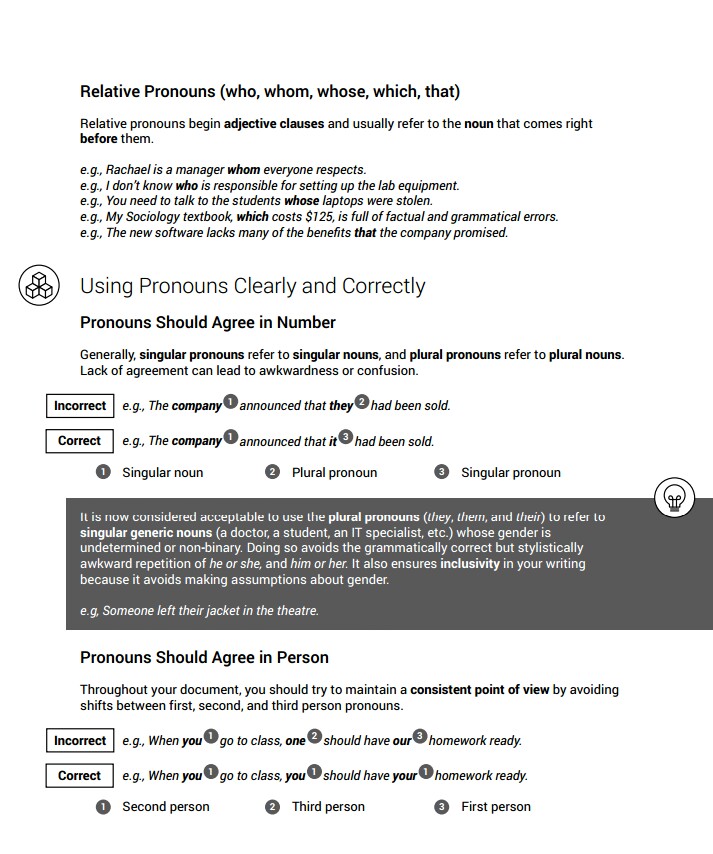 Relative Pronouns (who, whom, whose, which, that)
Relative pronouns begin adjective clauses and usually refer to the noun that comes right
before them.
e.g., Rachael is a manager whom everyone respects.
e.g., I don't know who is responsible for setting up the lab equipment.
e.g., You need to talk to the students whose laptops were stolen.
e.g., My Sociology textbook, which costs $125, is full of factual and grammatical errors.
e.g., The new software lacks many of the benefits that the company promised.
Using Pronouns Clearly and Correctly
Pronouns Should Agree in Number
Generally, singular pronouns refer to singular nouns, and plural pronouns refer to plural nouns.
Lack of agreement can lead to awkwardness or confusion.
Incorrect e.g., The company 1 announced that they 2 had been sold.
Correct e.g., The company 1 announced that it 3 had been sold.
1 Singular noun 2 Plural pronoun 3 Singular pronoun
It is now considered acceptable to use the plural pronouns (they, them, and their) to refer to
singular generic nouns (a doctor, a student, an IT specialist, etc.) whose gender is
undetermined or non-binary. Doing so avoids the grammatically correct but stylistically
awkward repetition of he or she, and him or her. It also ensures inclusivity in your writing
because it avoids making assumptions about gender.
e.g, Someone left their jacket in the theatre.
Pronouns Should Agree in Person
Throughout your document, you should try to maintain a consistent point of view by avoiding
shifts between first, second, and third person pronouns.
Incorrect e.g., When you 1 go to class, one 2 should have our 3 homework ready.
Correct e.g., When you 1 go to class, you 1 should have your 1 homework ready.
1 Second person 2 Third person 3 First person